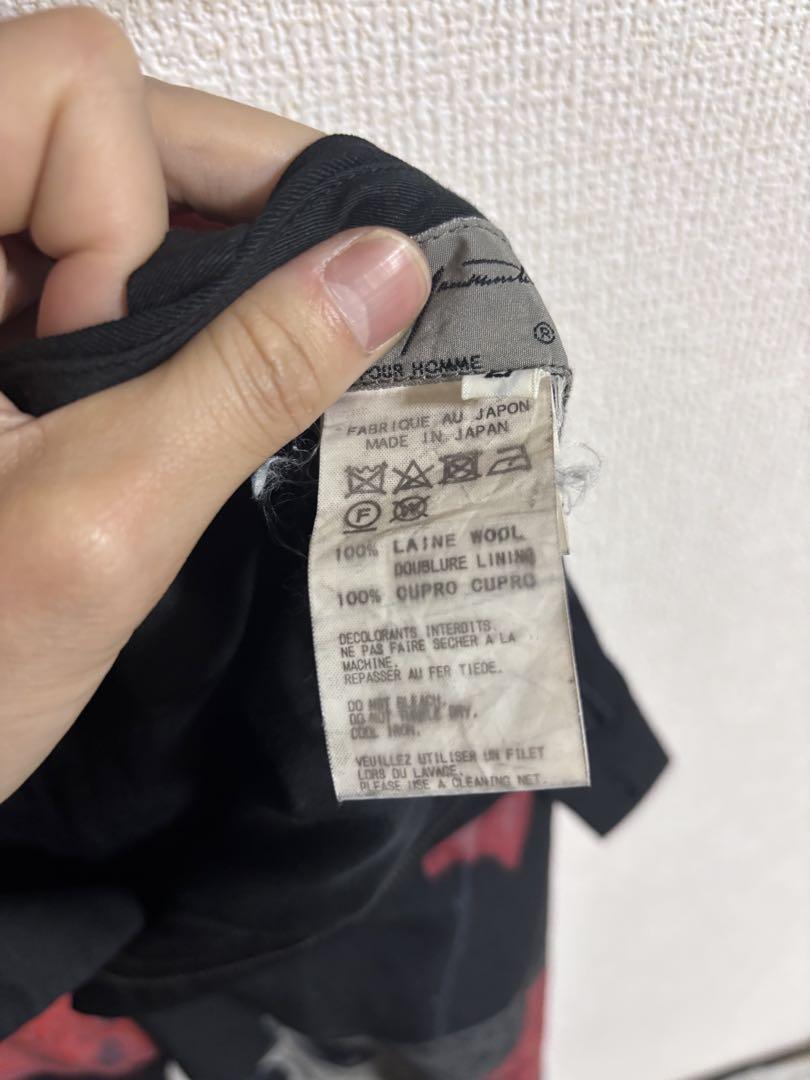 ®
POUR HOMME
FABRIQUE AU JAPON
MADE IN JAPAN
F W
100% LAINE WOOL
DOUBLURE LINING
100% CUPRO CUPRO
DECOLORANTS INTERDITS.
NE PAS FAIRE SECHER A LA
MACHINE.
REPASSER AU FER TIEDE.
DO NOT BLEACH.
DO NOT TUMBLE DRY.
COOL IRON.
VEUILLEZ UTILISER UN FILET
LORS DU LAVAGE.
PLEASE USE A CLEANING NET.